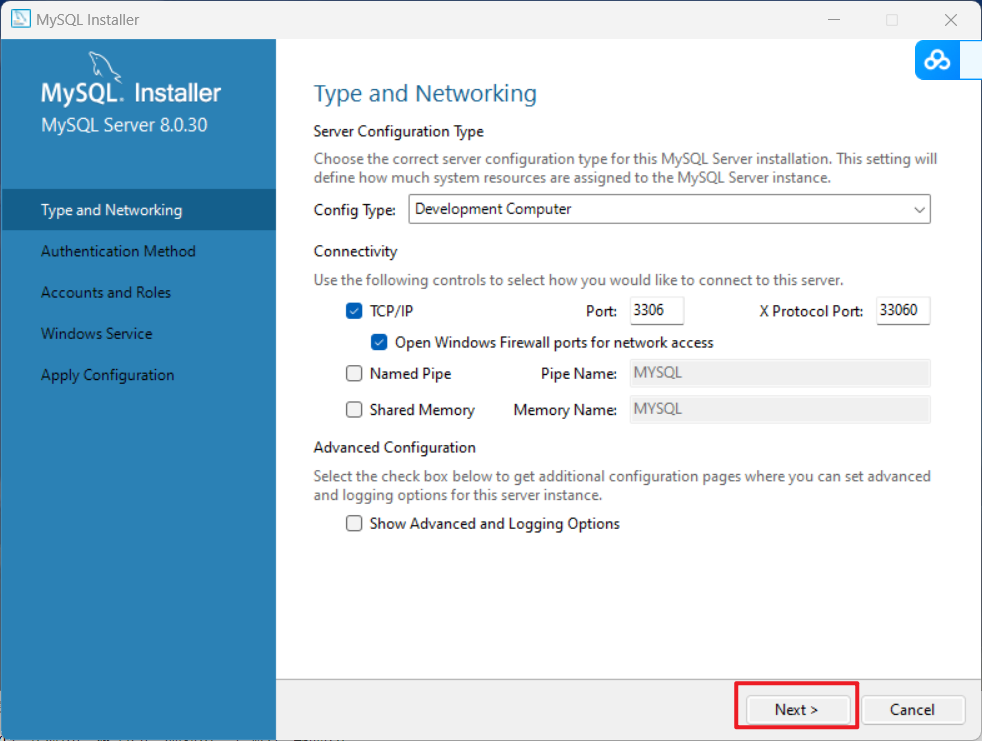 MySQL Installer
MySQL. Installer
MySQL Server 8.0.30
Type and Networking
Authentication Method
Accounts and Roles
Windows Service
Apply Configuration
Type and Networking
Server Configuration Type
Choose the correct server configuration type for this MySQL Server installation. This setting will
define how much system resources are assigned to the MySQL Server instance.
Config Type: Development Computer
Connectivity
Use the following controls to select how you would like to connect to this server.
TCP/IP Port: 3306 X Protocol Port: 33060
Open Windows Firewall ports for network access
Named Pipe Pipe Name: MYSQL
Shared Memory Memory Name: MYSQL
Advanced Configuration
Select the check box below to get additional configuration pages where you can set advanced
and logging options for this server instance.
Show Advanced and Logging Options
Next > Cancel